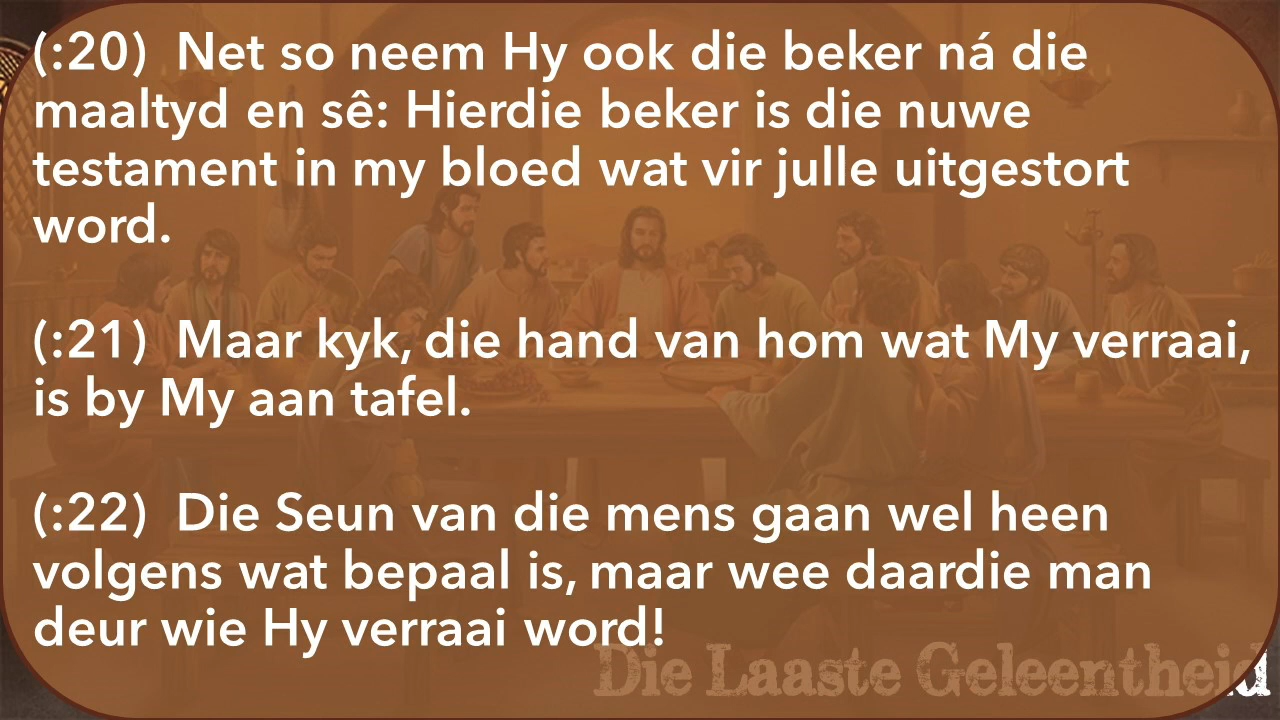 (:20)  Net so neem Hy ook die beker ná die
maaltyd en sê: Hierdie beker is die nuwe
testament in my bloed wat vir julle uitgestort
word.
(:21)  Maar kyk, die hand van hom wat My verraai,
is by My aan tafel.
(:22)  Die Seun van die mens gaan wel heen
volgens wat bepaal is, maar wee daardie man
deur wie Hy verraai word!
Die Laaste Geleentheid